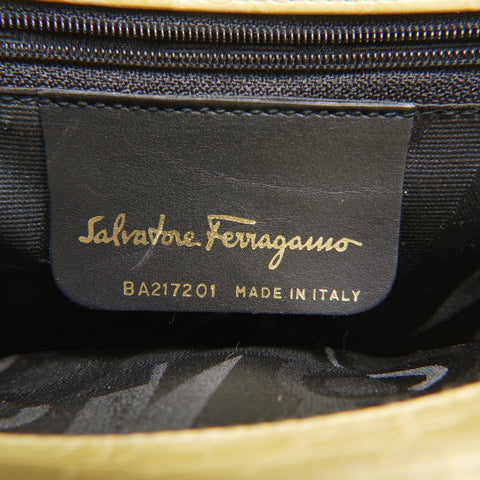 Salvatore Ferragamo
BA217201 MADE IN ITALY